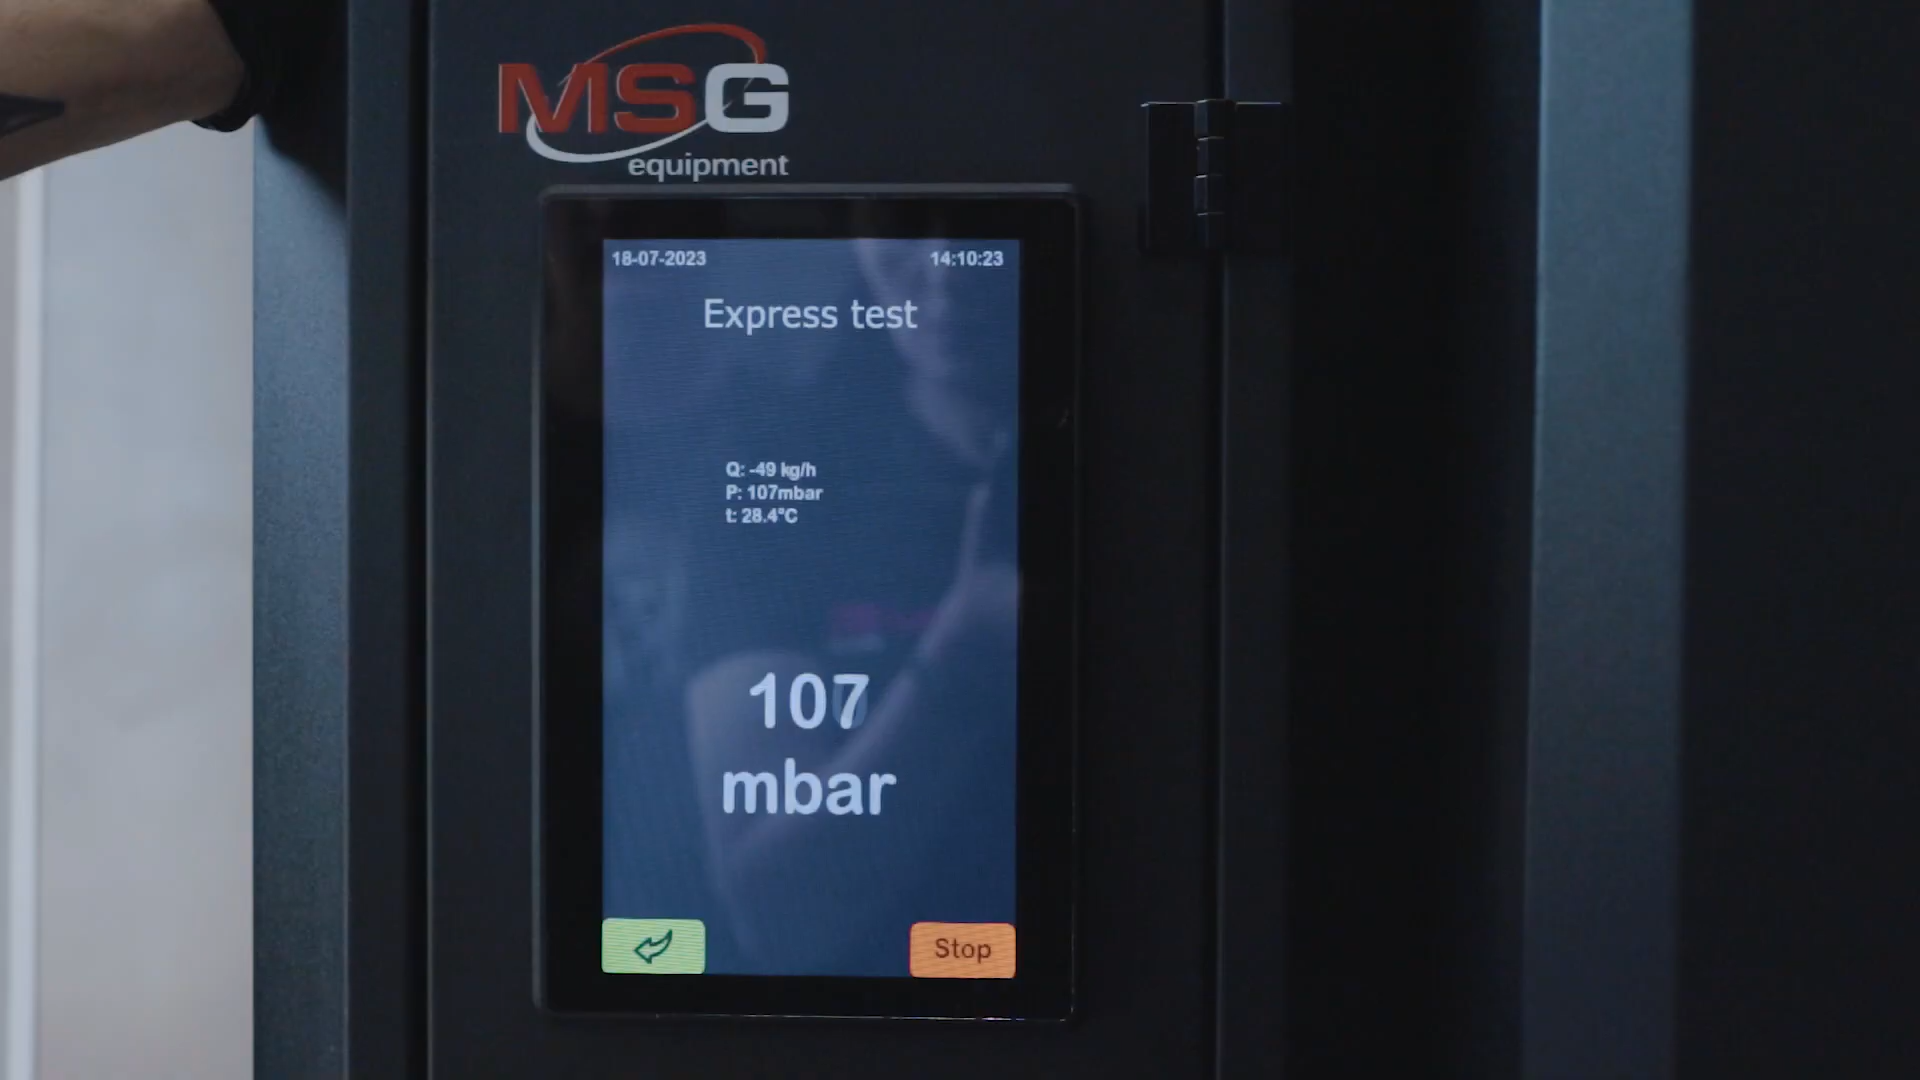 MSG
equipment
18-07-2023 14:10:23
Express test
Q: -49 kg/h
P: 107mbar
t: 28.4°C
107
mbar
Stop